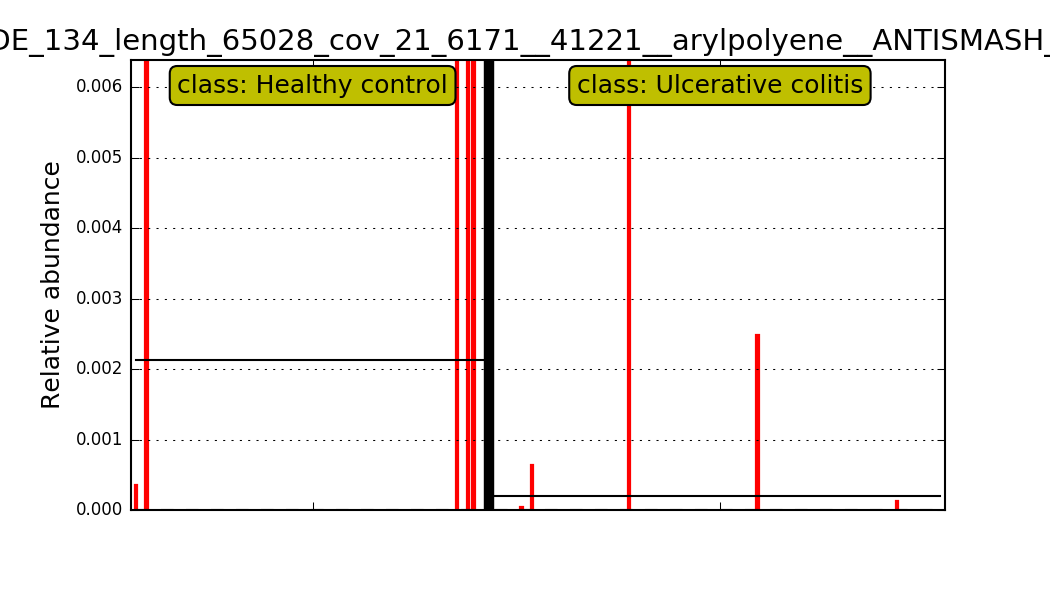 DE_134_length_65028_cov_21_6171__41221__arylpolyene__ANTISMASH_
class: Healthy control
class: Ulcerative colitis
Relative abundance
0.006
0.005
0.004
0.003
0.002
0.001
0.000